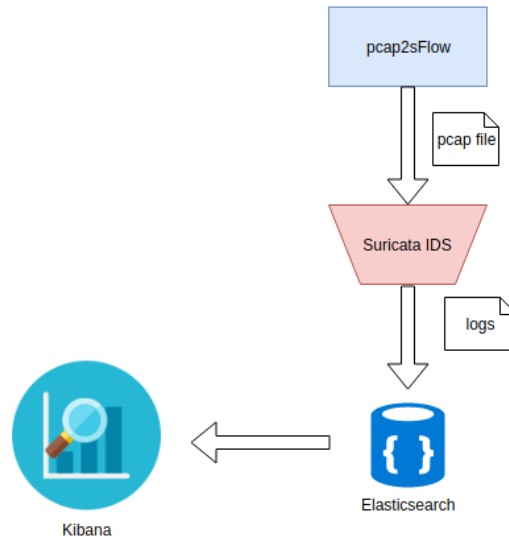 pcap2sFlow
pcap file
Suricata IDS
logs
{ }
Elasticsearch
Kibana